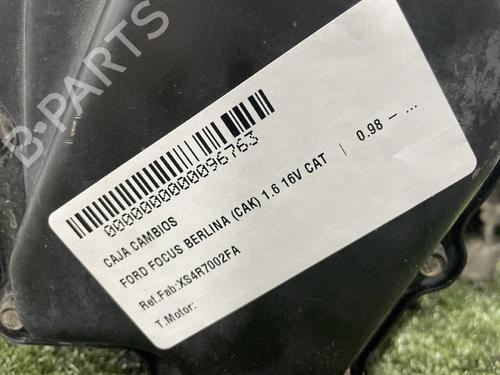 B-PARTS
0000000000096763
CAJA CAMBIOS
FORD FOCUS BERLINA (CAK) 1.6 16V CAT | 0.98 - ...
Ref.Fab:XS4R7002FA
T.Motor: